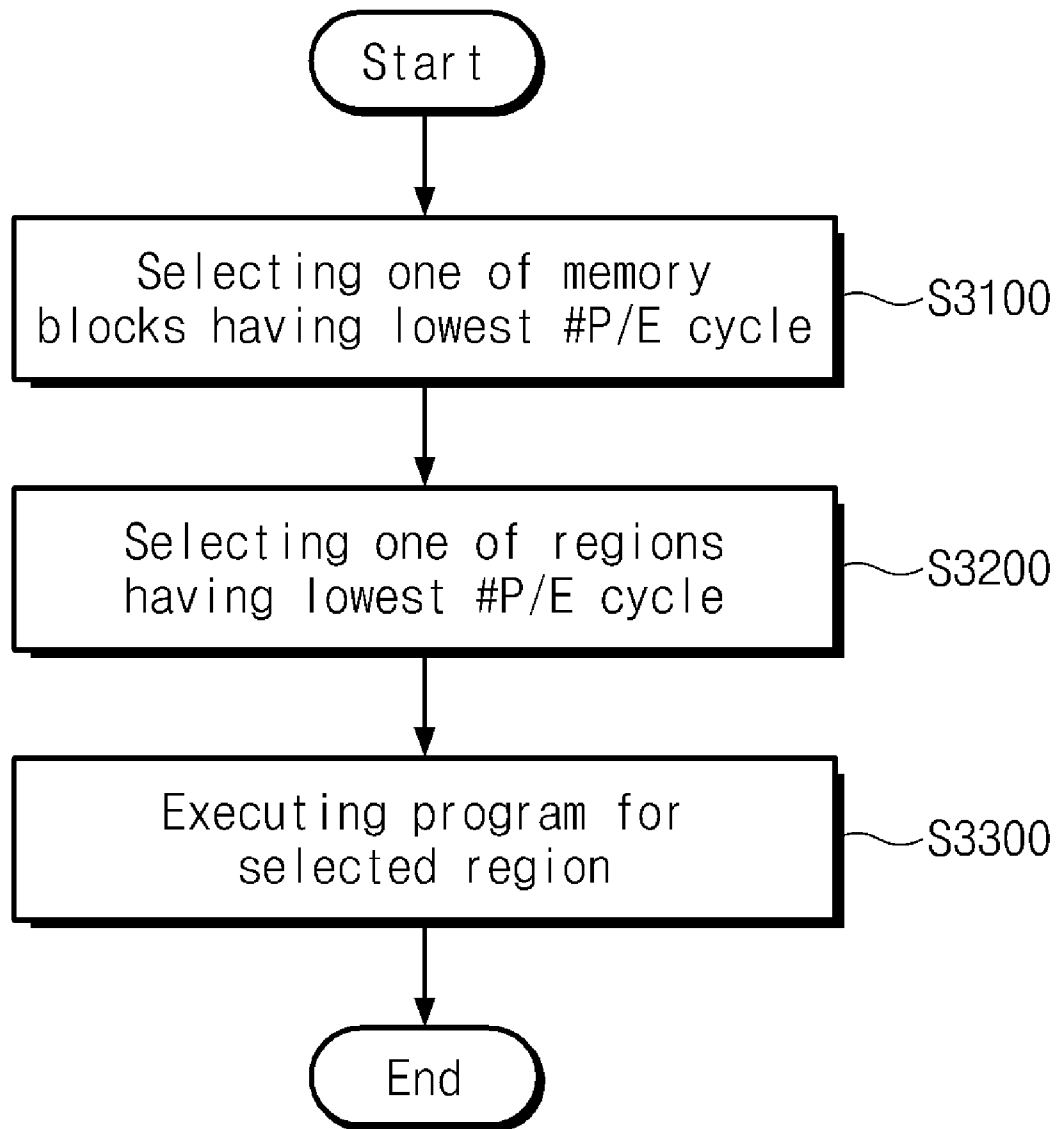 Start
Selecting one of memory
blocks having lowest #P/E cycle
S3100
Selecting one of regions
having lowest #P/E cycle
S3200
Executing program for
selected region
S3300
End